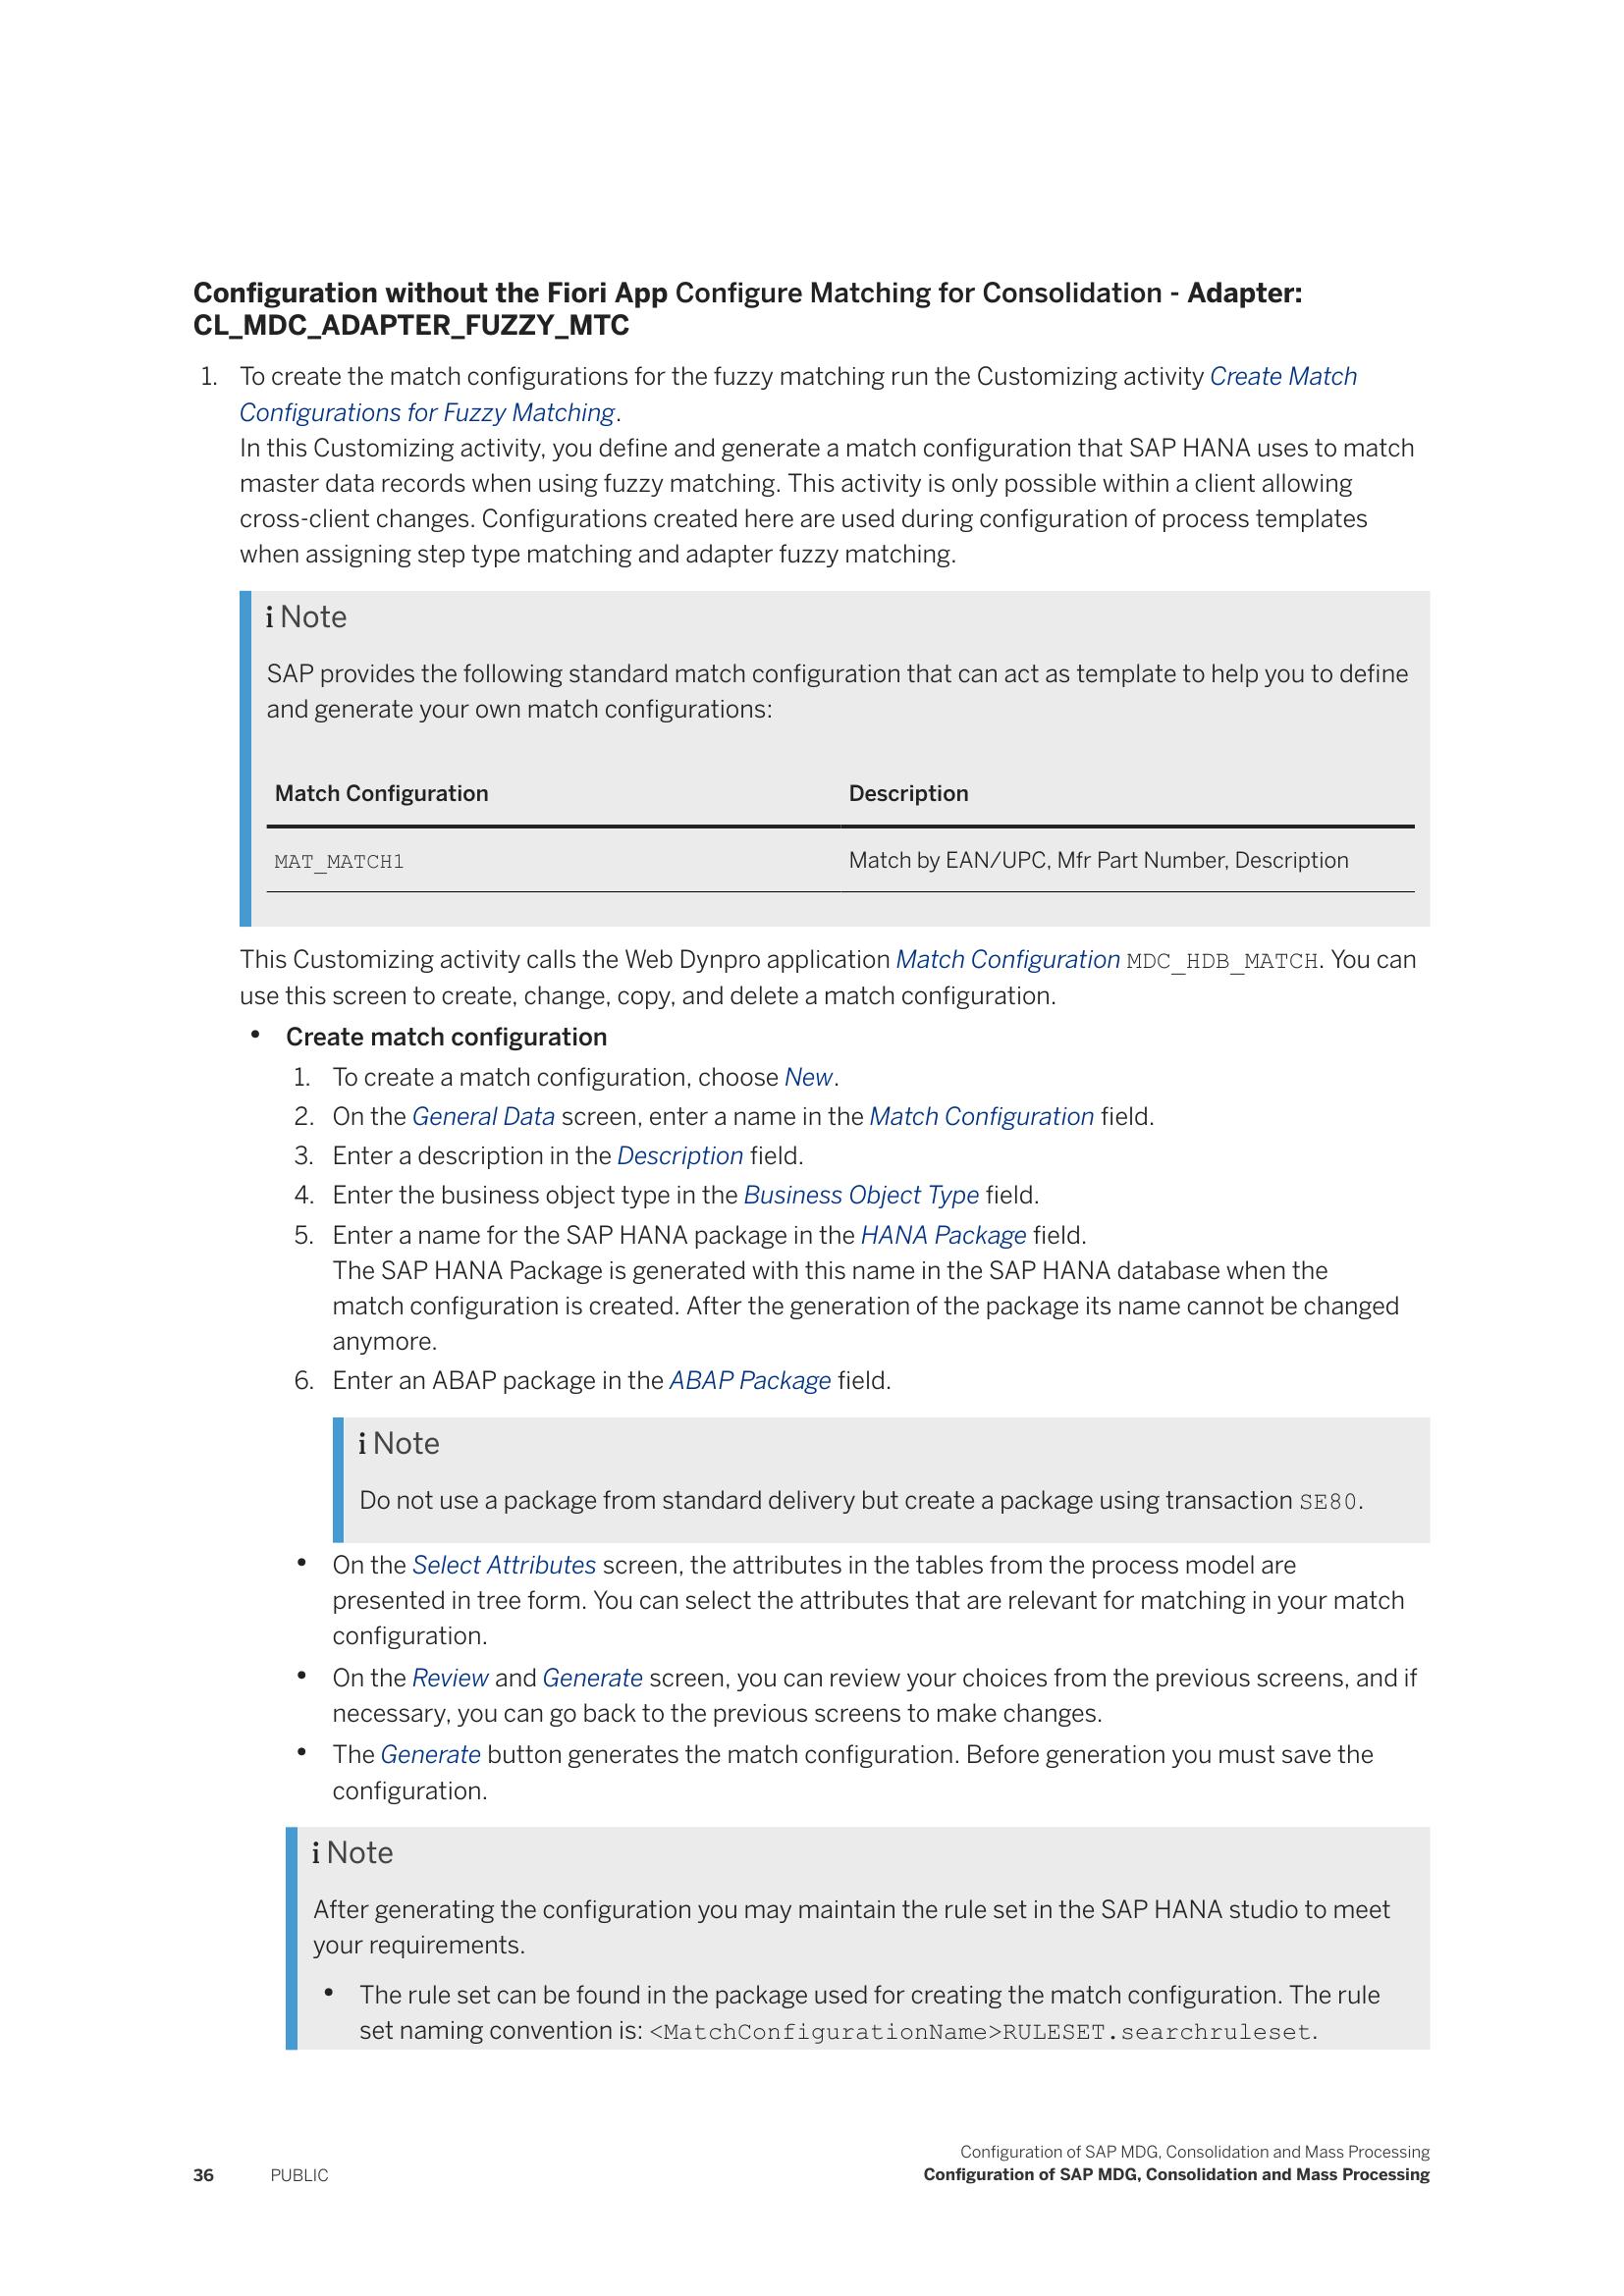 Configuration without the Fiori App Configure Matching for Consolidation - Adapter:
CL_MDC_ADAPTER_FUZZY_MTC
1. To create the match configurations for the fuzzy matching run the Customizing activity Create Match
Configurations for Fuzzy Matching.
In this Customizing activity, you define and generate a match configuration that SAP HANA uses to match
master data records when using fuzzy matching. This activity is only possible within a client allowing
cross-client changes. Configurations created here are used during configuration of process templates
when assigning step type matching and adapter fuzzy matching.
i Note
SAP provides the following standard match configuration that can act as template to help you to define
and generate your own match configurations:
Match Configuration Description
MAT_MATCH1 Match by EAN/UPC, Mfr Part Number, Description
This Customizing activity calls the Web Dynpro application Match Configuration MDC_HDB_MATCH. You can
use this screen to create, change, copy, and delete a match configuration.
• Create match configuration
1. To create a match configuration, choose New.
2. On the General Data screen, enter a name in the Match Configuration field.
3. Enter a description in the Description field.
4. Enter the business object type in the Business Object Type field.
5. Enter a name for the SAP HANA package in the HANA Package field.
The SAP HANA Package is generated with this name in the SAP HANA database when the
match configuration is created. After the generation of the package its name cannot be changed
anymore.
6. Enter an ABAP package in the ABAP Package field.
i Note
Do not use a package from standard delivery but create a package using transaction SE80.
• On the Select Attributes screen, the attributes in the tables from the process model are
presented in tree form. You can select the attributes that are relevant for matching in your match
configuration.
• On the Review and Generate screen, you can review your choices from the previous screens, and if
necessary, you can go back to the previous screens to make changes.
• The Generate button generates the match configuration. Before generation you must save the
configuration.
i Note
After generating the configuration you may maintain the rule set in the SAP HANA studio to meet
your requirements.
• The rule set can be found in the package used for creating the match configuration. The rule
set naming convention is: <MatchConfigurationName>RULESET.searchruleset.
Configuration of SAP MDG, Consolidation and Mass Processing
36 PUBLIC Configuration of SAP MDG, Consolidation and Mass Processing